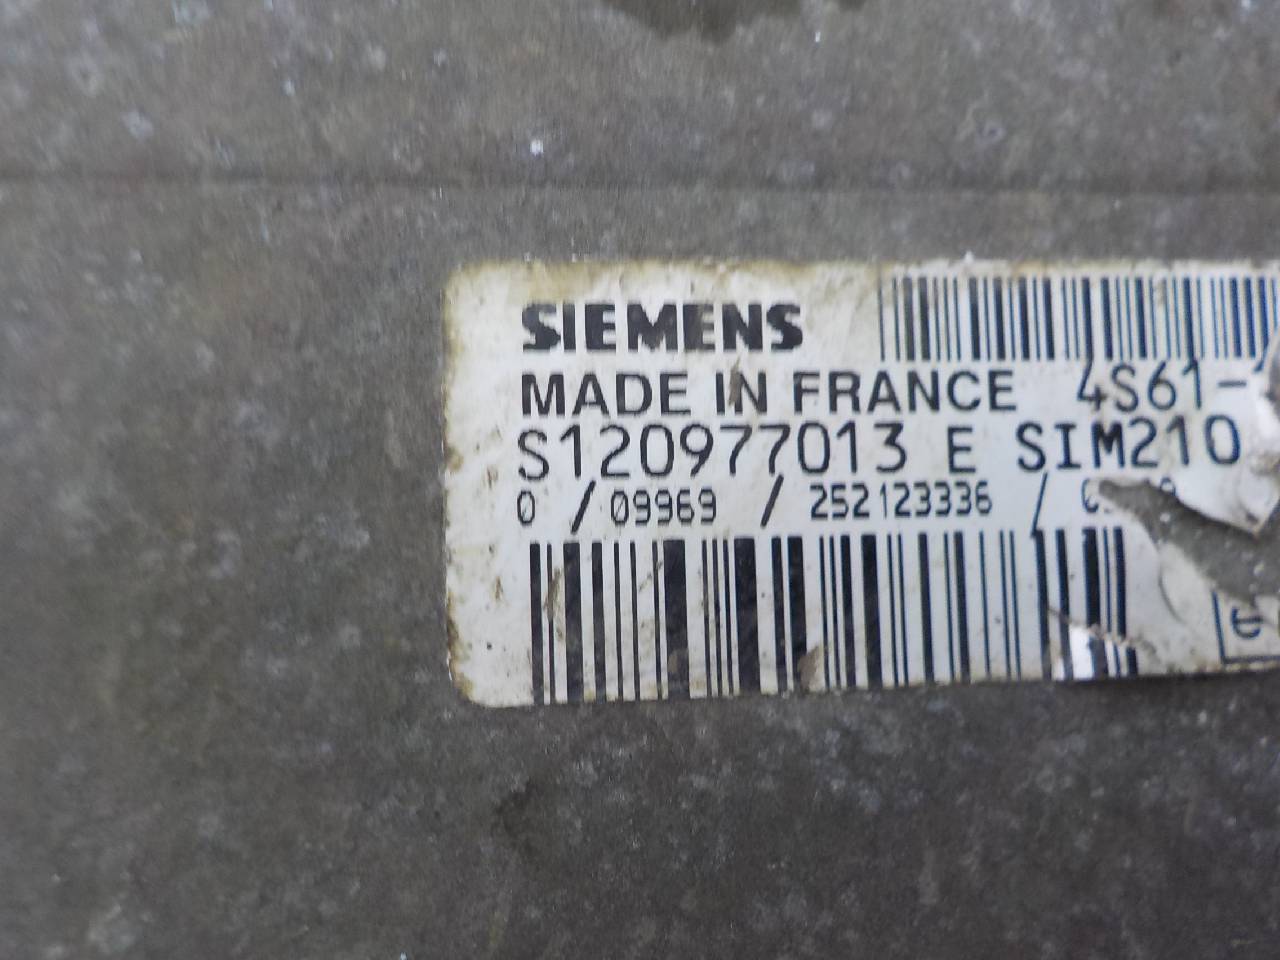 SIEMENS
MADE IN FRANCE 4S61-
S120977013 E SIM210
0 / 09969 / 252123336 /